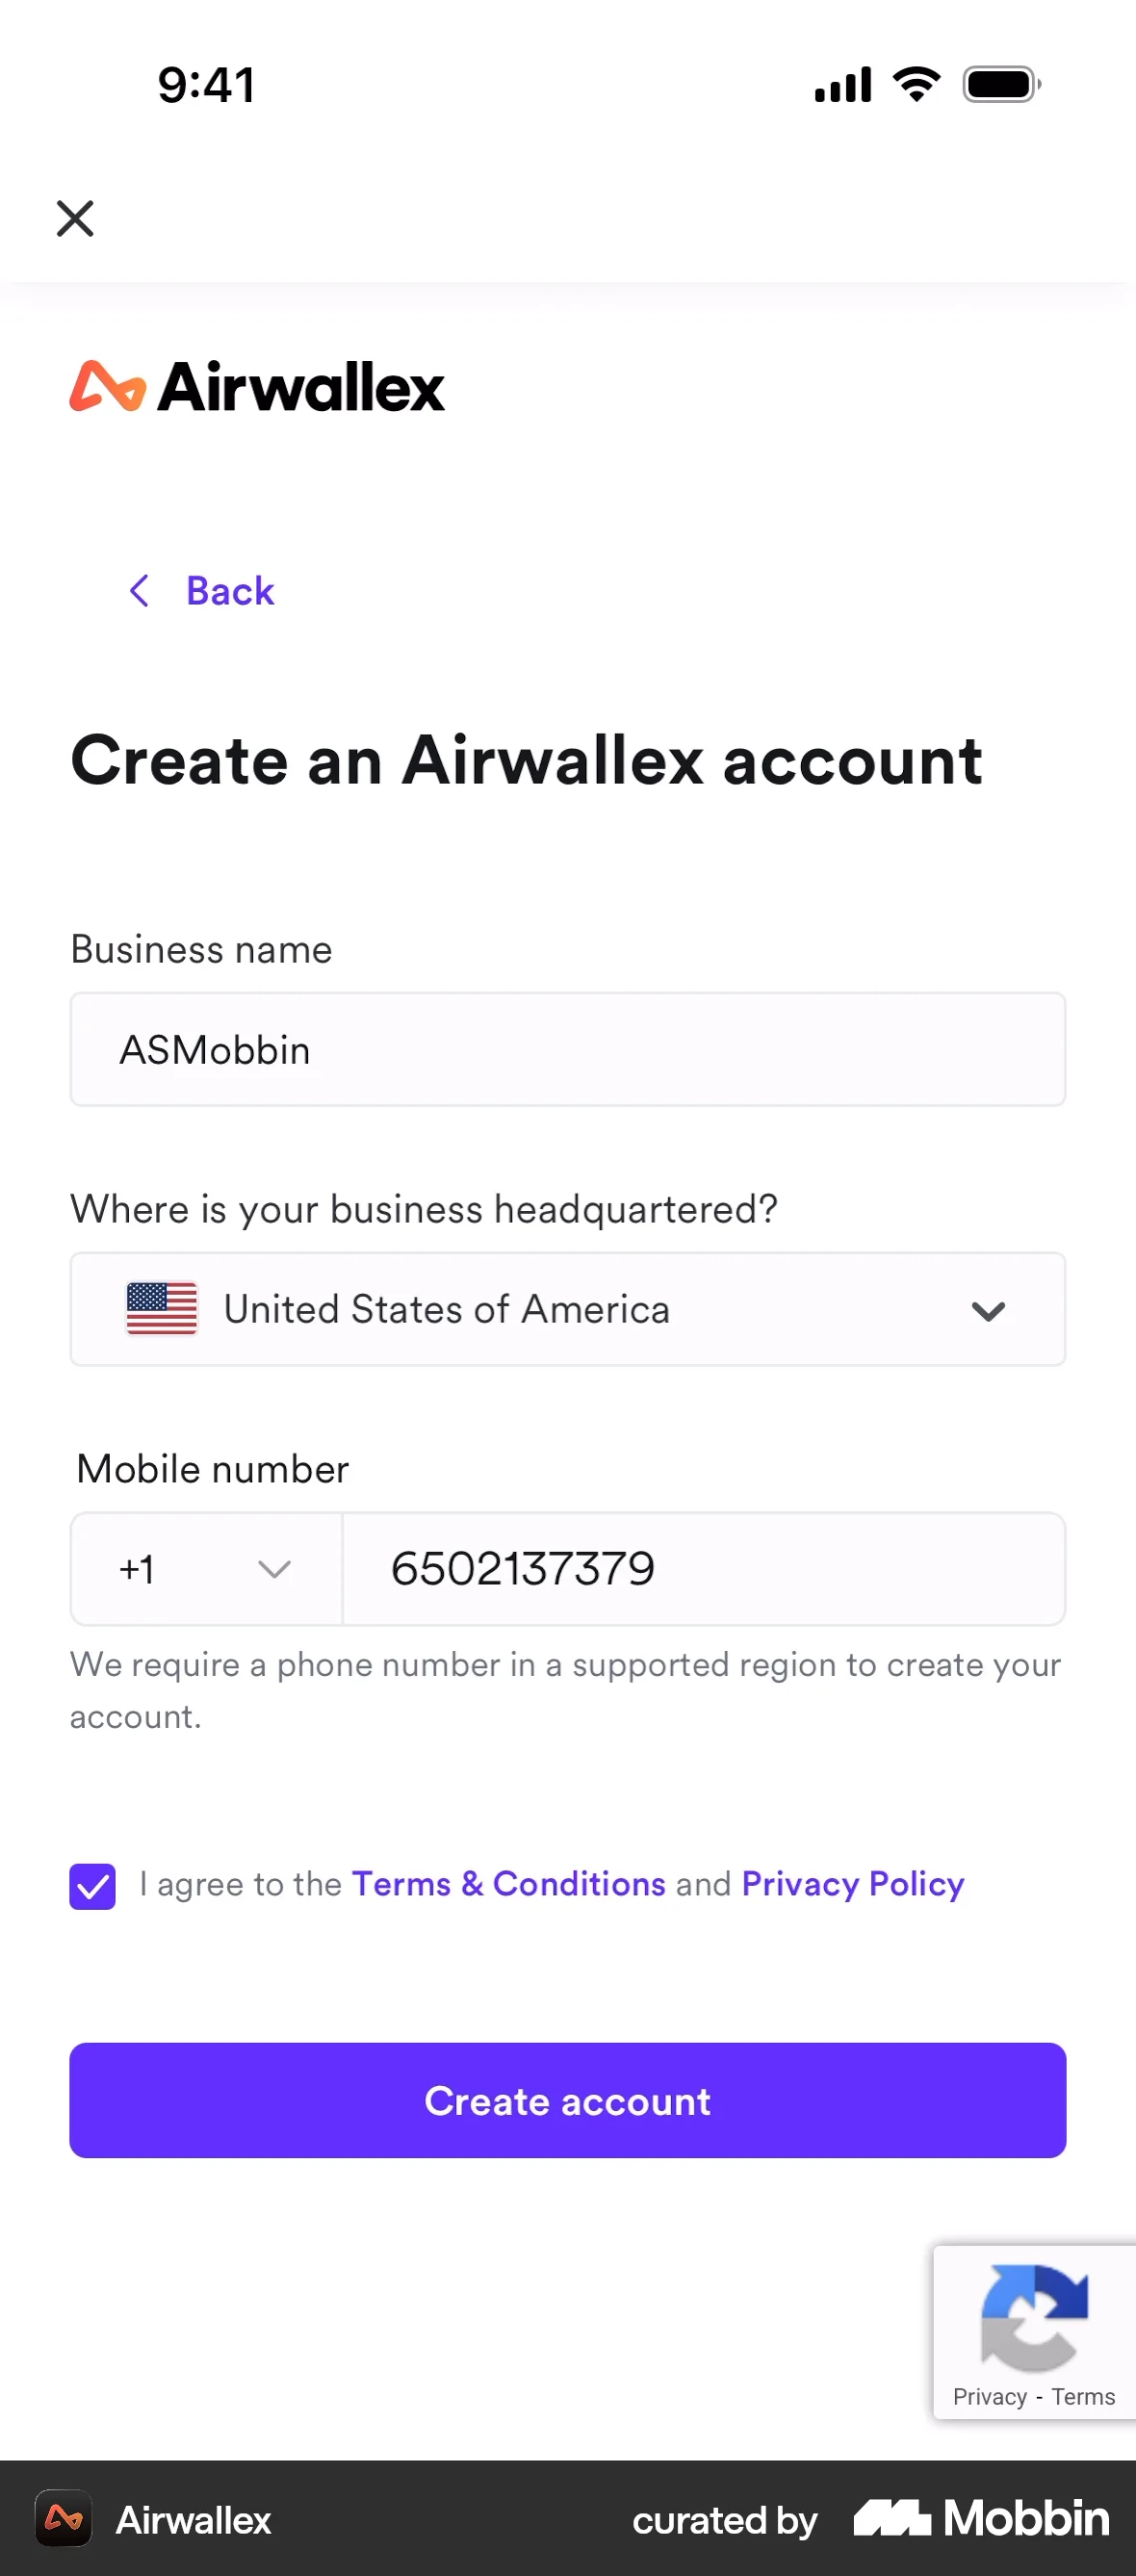 9:41
Airwallex
Back
Create an Airwallex account
Business name
ASMobbin
Where is your business headquartered?
United States of America
Mobile number
+1 6502137379
We require a phone number in a supported region to create your
account.
I agree to the Terms & Conditions and Privacy Policy
Create account
Privacy - Terms
Airwallex curated by Mobbin